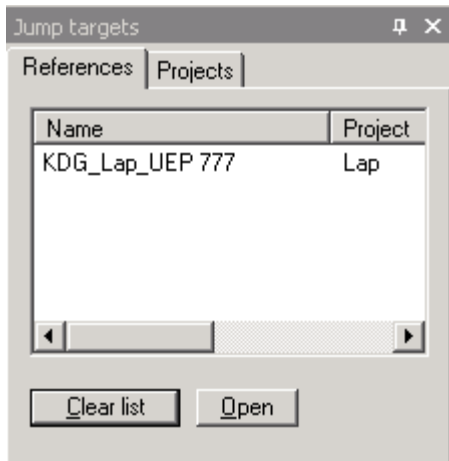 Jump targets
References Projects
Name Project
KDG_Lap_UEP 777 Lap
Clear list Open